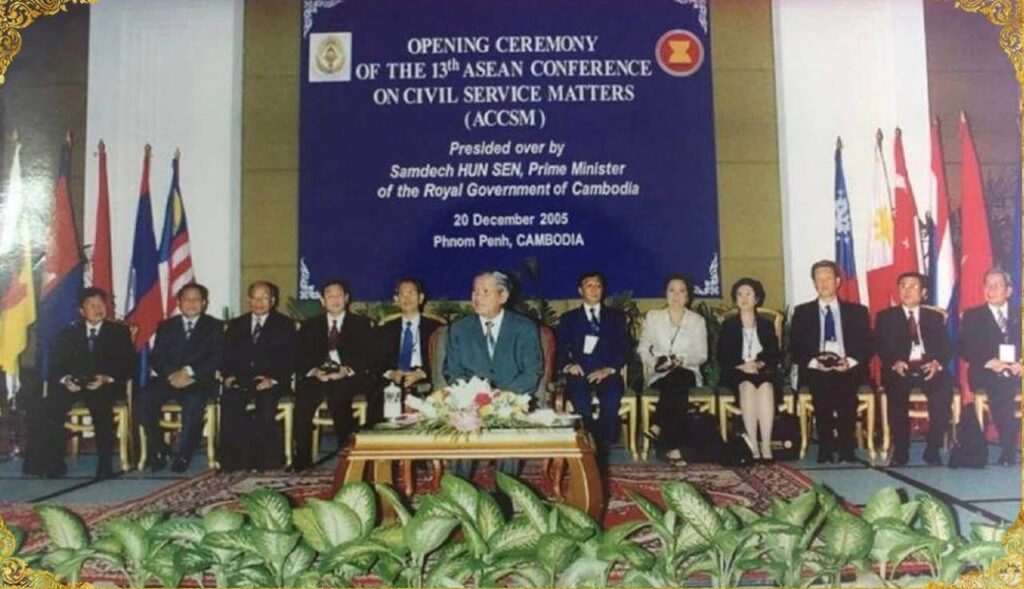 OPENING CEREMONY
OF THE 13th ASEAN CONFERENCE
ON CIVIL SERVICE MATTERS
(ACCSM)
Presided over by
Samdech HUN SEN, Prime Minister
of the Royal Government of Cambodia
20 December 2005
Phnom Penh, CAMBODIA